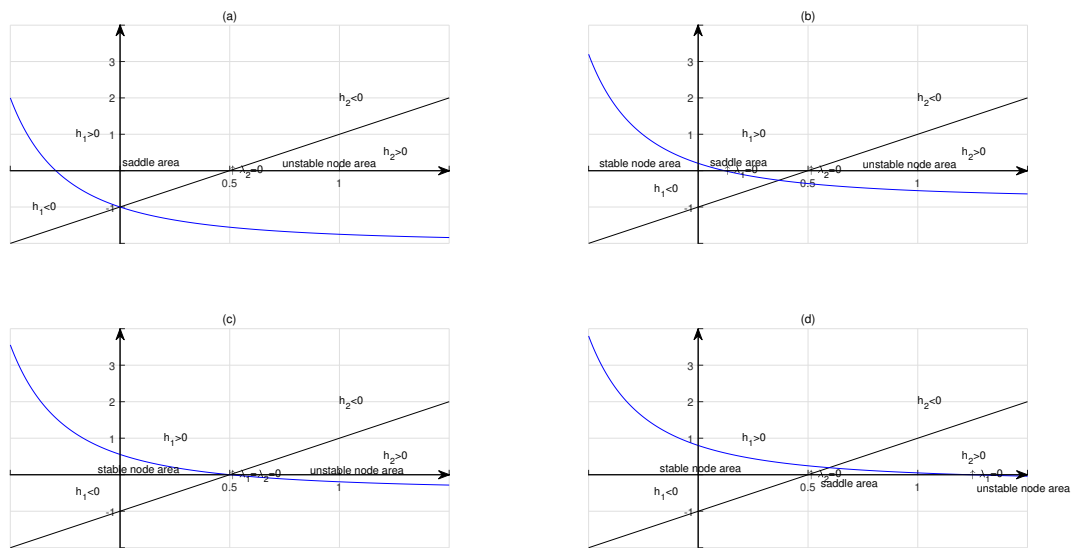 (a)
3
2
h₂<0
h₁>0
1
h₂>0
saddle area
↑ λ₂=0
unstable node area
0.5
1
h₁<0
-1
(b)
3
2
h₂<0
h₁>0
1
h₂>0
stable node area
saddle area
↑ λ₁=0
↑ λ₂=0
unstable node area
0.5
1
h₁<0
-1
(c)
3
2
h₂<0
h₁>0
1
h₂>0
stable node area
↑ λ₁=λ₂=0
unstable node area
0.5
1
h₁<0
-1
(d)
3
2
h₂<0
h₁>0
1
h₂>0
stable node area
↑ λ₂=0
↑ λ₁=0
saddle area
0.5
1
unstable node area
h₁<0
-1